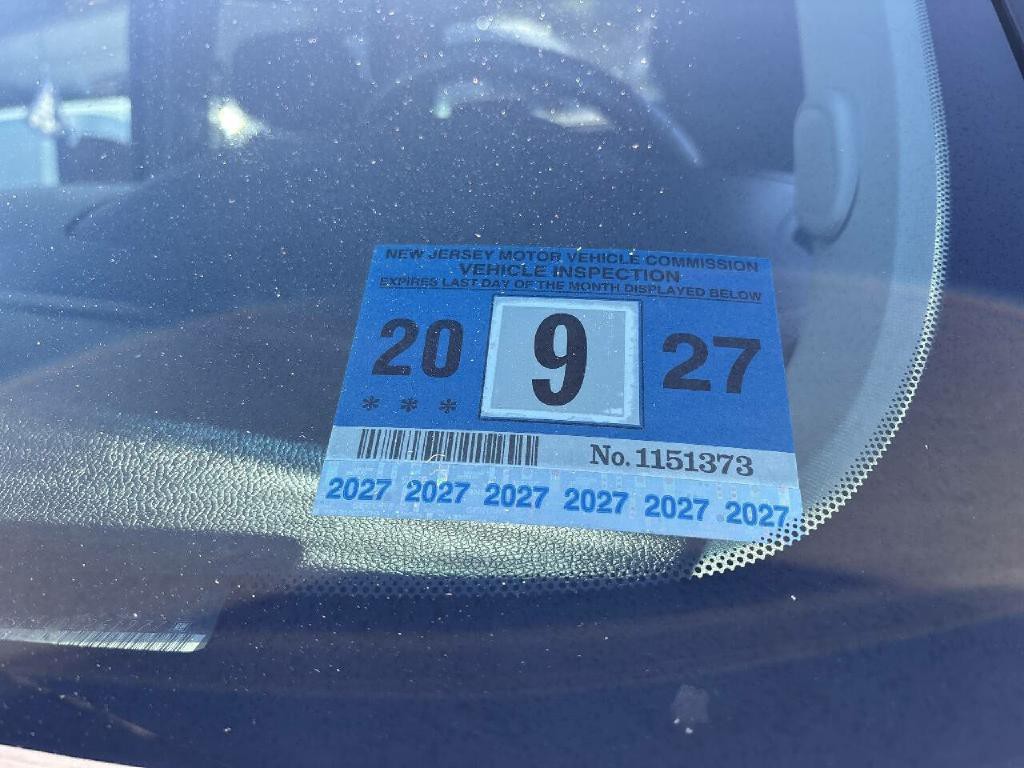 NEW JERSEY MOTOR VEHICLE COMMISSION
VEHICLE INSPECTION
EXPIRES LAST DAY OF THE MONTH DISPLAYED BELOW
20 9 27
* * *
No. 1151373
2027 2027 2027 2027 2027 2027